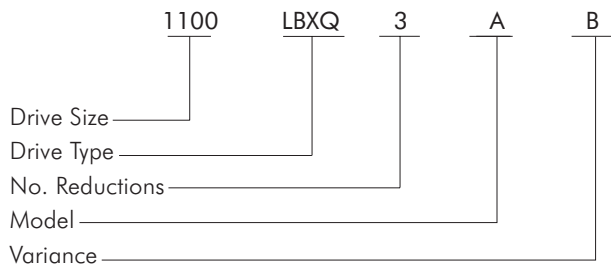 1100 LBXQ 3 A B
Drive Size
Drive Type
No. Reductions
Model
Variance